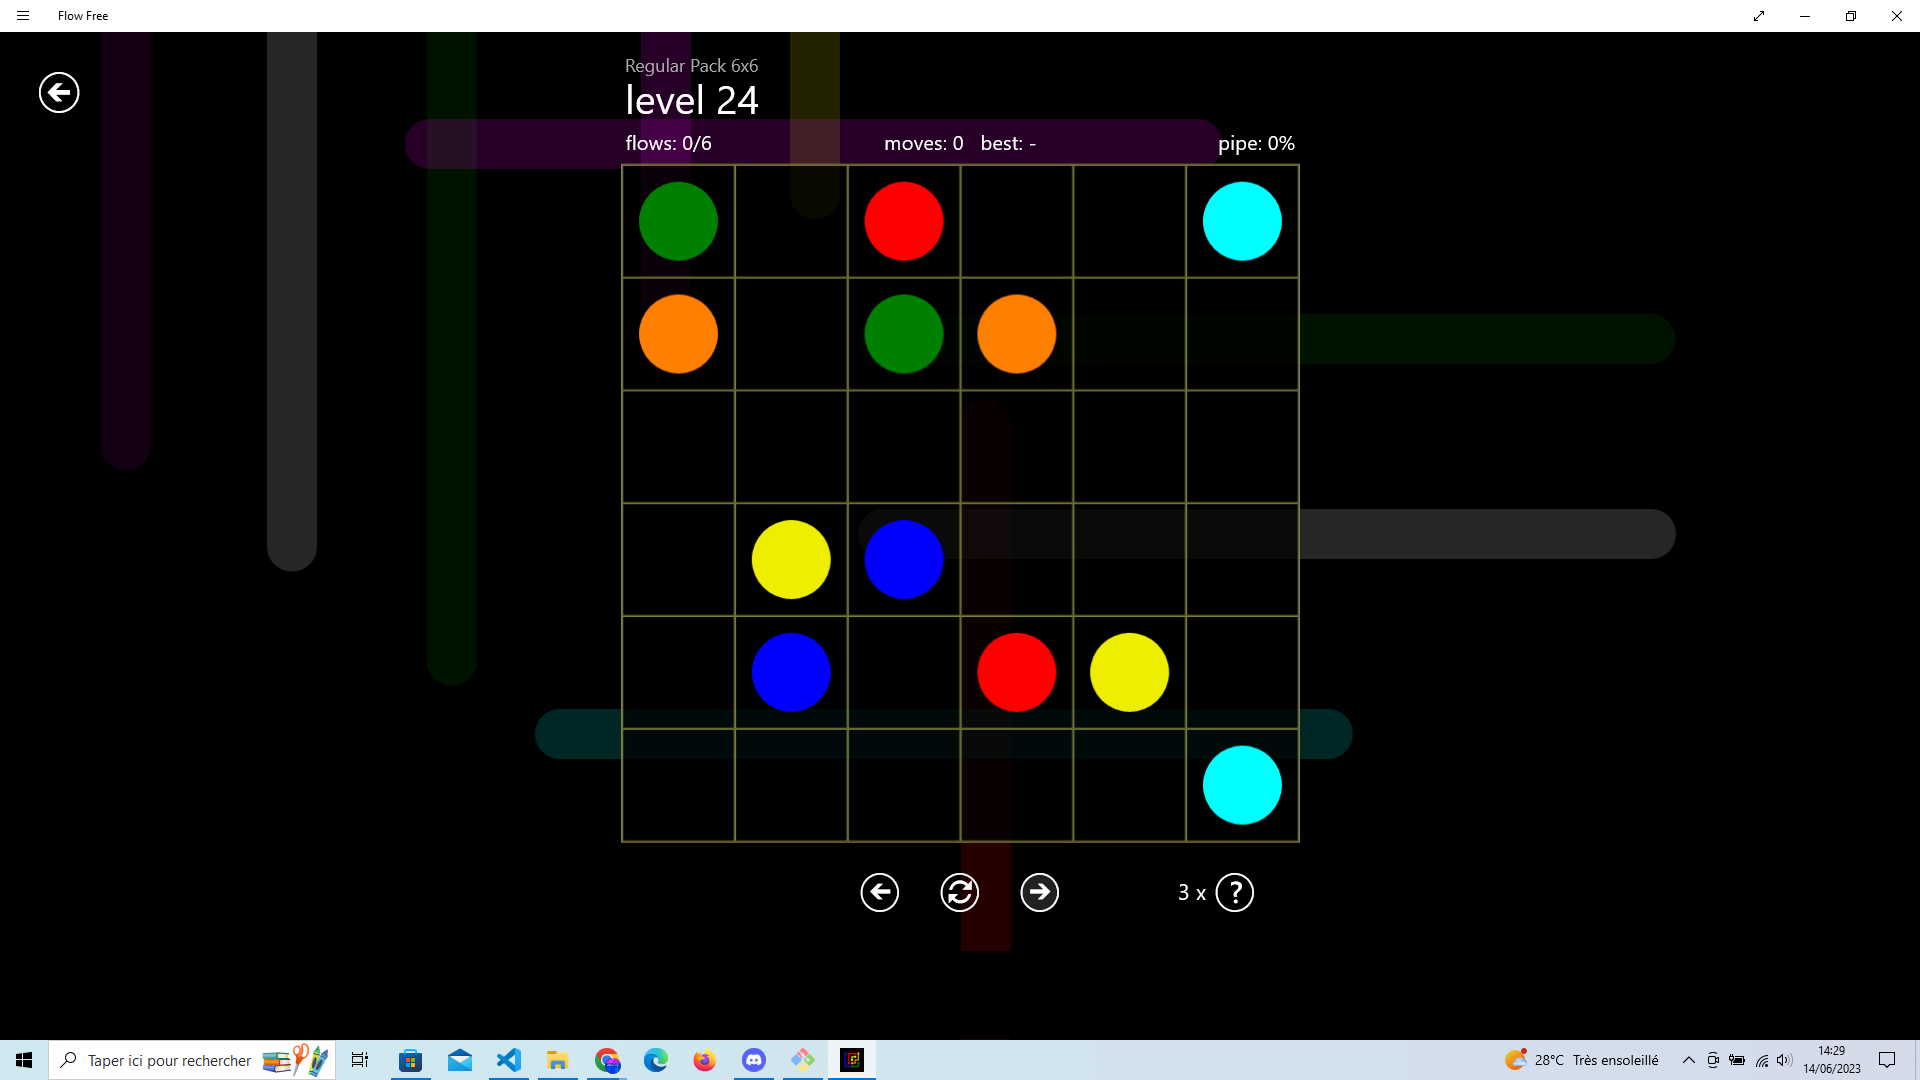 Flow Free
Regular Pack 6x6
level 24
flows: 0/6 moves: 0 best: - pipe: 0%
3 x ?
Taper ici pour rechercher
28°C Très ensoleillé
14:29
14/06/2023